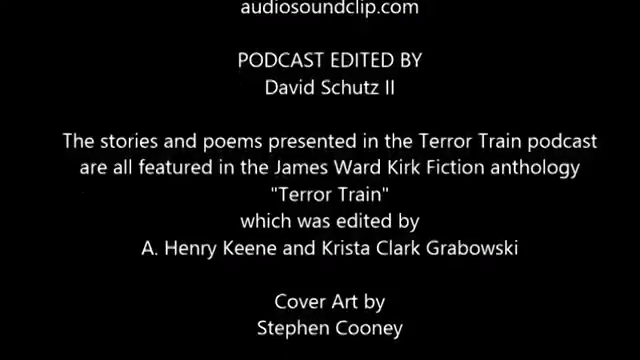 audiosoundclip.com
PODCAST EDITED BY
David Schutz II
The stories and poems presented in the Terror Train podcast
are all featured in the James Ward Kirk Fiction anthology
"Terror Train"
which was edited by
A. Henry Keene and Krista Clark Grabowski
Cover Art by
Stephen Cooney